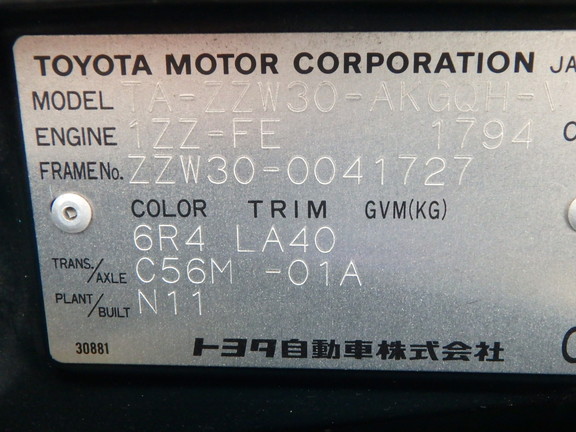 TOYOTA MOTOR CORPORATION JA
MODEL TA-ZZW30-AKGQH-
ENGINE 1ZZ-FE 1794 C
FRAME No. ZZW30-0041727
COLOR TRIM GVM(KG)
6R4 LA40
TRANS./AXLE C56M -01A
PLANT/BUILT N11
30881 トヨタ自動車株式会社